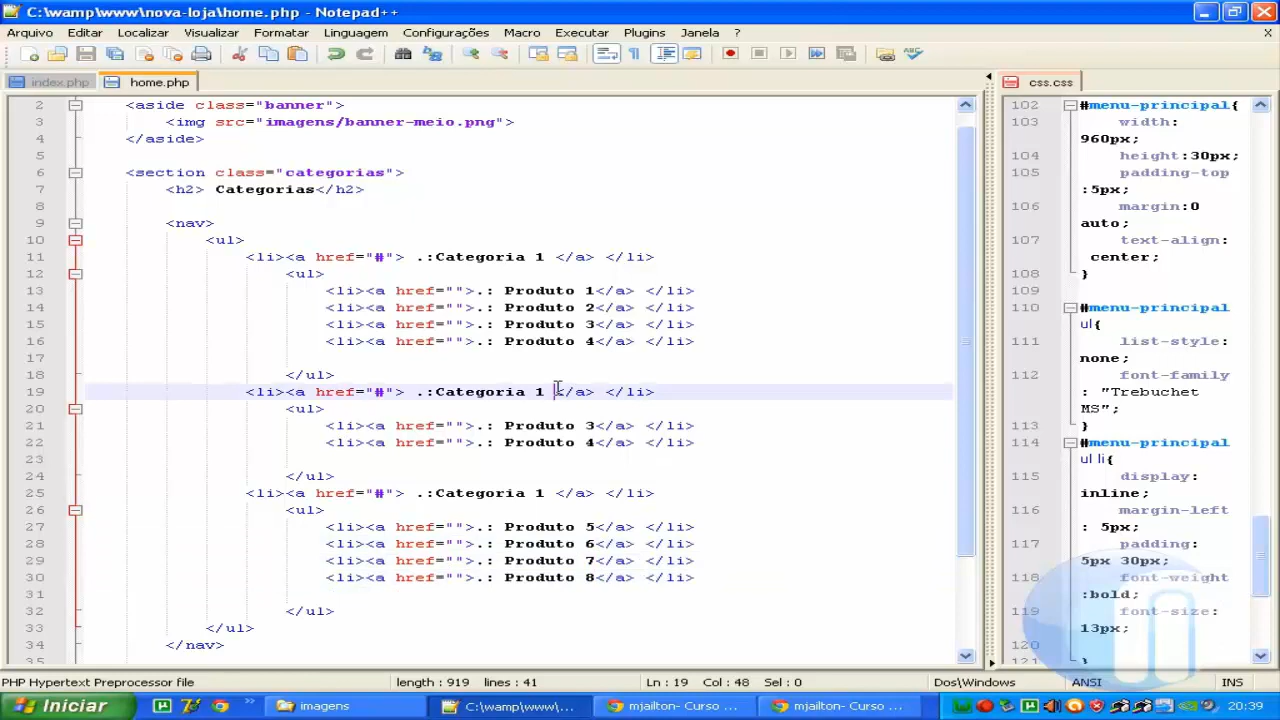 C:\wamp\www\nova-loja\home.php - Notepad++
Arquivo Editar Localizar Visualizar Formatar Linguagem Configurações Macro Executar Plugins Janela ? X
index.php home.php css.css
2 <aside class="banner">
3 <img src="imagens/banner-meio.png">
4 </aside>
5
6 <section class="categorias">
7 <h2> Categorias</h2>
8
9 <nav>
10 <ul>
11 <li><a href="#"> .:Categoria 1 </a> </li>
12 <ul>
13 <li><a href="">.: Produto 1</a> </li>
14 <li><a href="">.: Produto 2</a> </li>
15 <li><a href="">.: Produto 3</a> </li>
16 <li><a href="">.: Produto 4</a> </li>
17
18 </ul>
19 <li><a href="#"> .:Categoria 1 </a> </li>
20 <ul>
21 <li><a href="">.: Produto 3</a> </li>
22 <li><a href="">.: Produto 4</a> </li>
23
24 </ul>
25 <li><a href="#"> .:Categoria 1 </a> </li>
26 <ul>
27 <li><a href="">.: Produto 5</a> </li>
28 <li><a href="">.: Produto 6</a> </li>
29 <li><a href="">.: Produto 7</a> </li>
30 <li><a href="">.: Produto 8</a> </li>
31
32 </ul>
33 </ul>
34 </nav>
35
102 #menu-principal{
103 width:
960px;
104 height:30px;
105 padding-top
:5px;
106 margin:0
auto;
107 text-align:
center;
108 }
109
110 #menu-principal
ul{
111 list-style:
none;
112 font-family
: "Trebuchet
MS";
113 }
114 #menu-principal
ul li{
115 display:
inline;
116 margin-left
: 5px;
117 padding:
5px 30px;
118 font-weight
:bold;
119 font-size:
13px;
120
121 }
PHP Hypertext Preprocessor file length : 919 lines : 41 Ln : 19 Col : 48 Sel : 0 Dos\Windows ANSI INS
Iniciar imagens C:\wamp\www\... mjailton- Curso ... mjailton- Curso ... 20:39